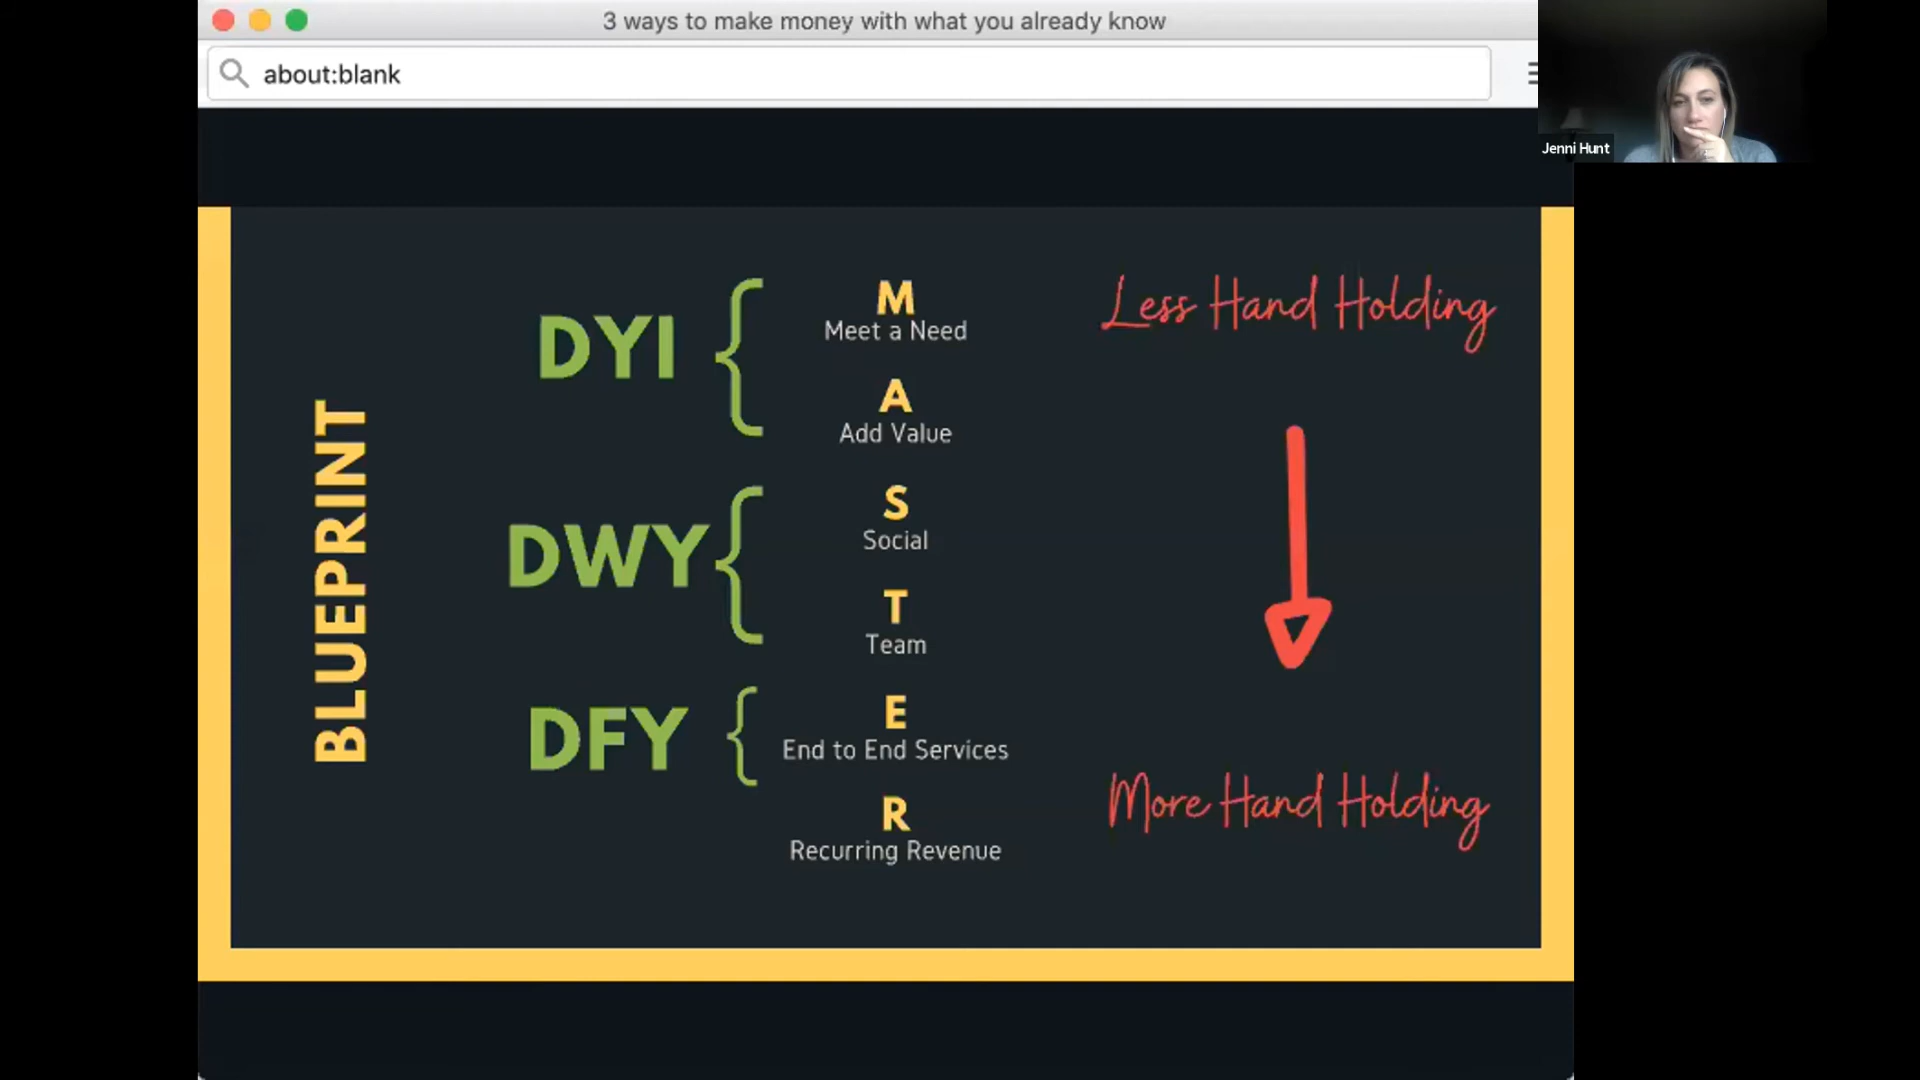 3 ways to make money with what you already know
about:blank
Jenni Hunt
BLUEPRINT
DYI
M
Meet a Need
A
Add Value
DWY
S
Social
T
Team
DFY
E
End to End Services
R
Recurring Revenue
Less Hand Holding
More Hand Holding